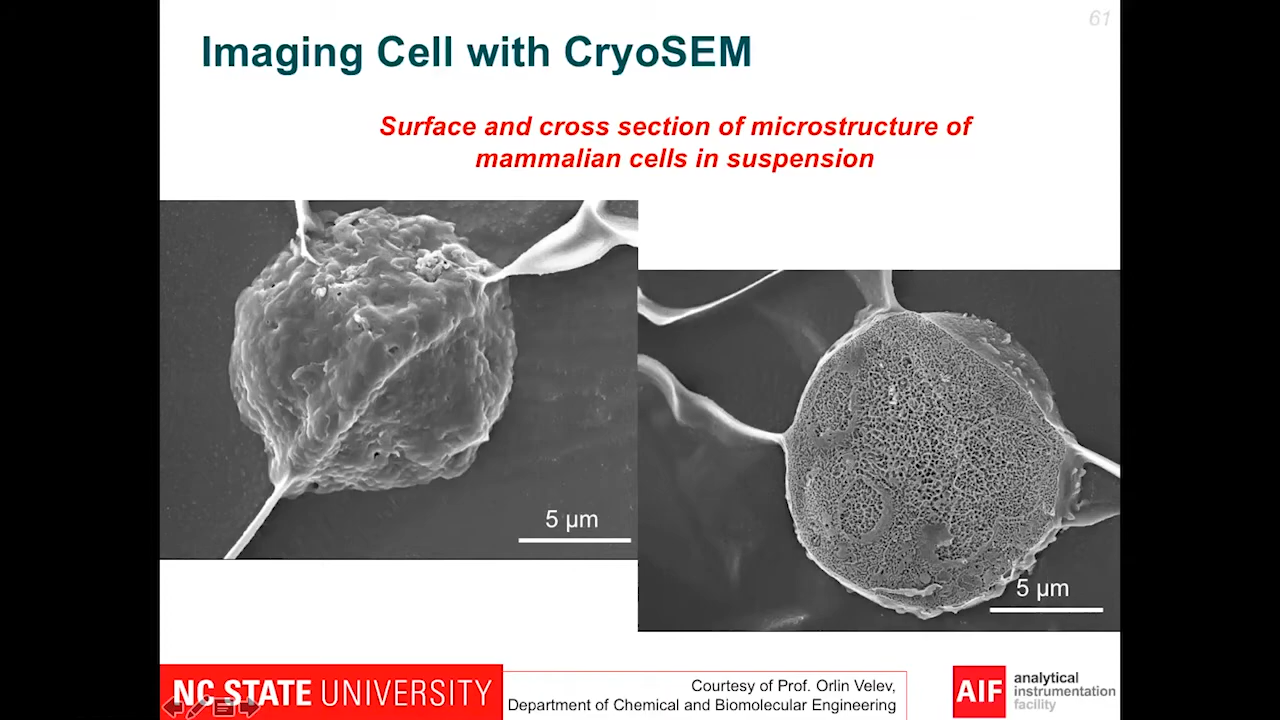 61
Imaging Cell with CryoSEM
Surface and cross section of microstructure of
mammalian cells in suspension
5 μm
5 μm
NC STATE UNIVERSITY
Courtesy of Prof. Orlin Velev,
Department of Chemical and Biomolecular Engineering
AIF
analytical
instrumentation
facility